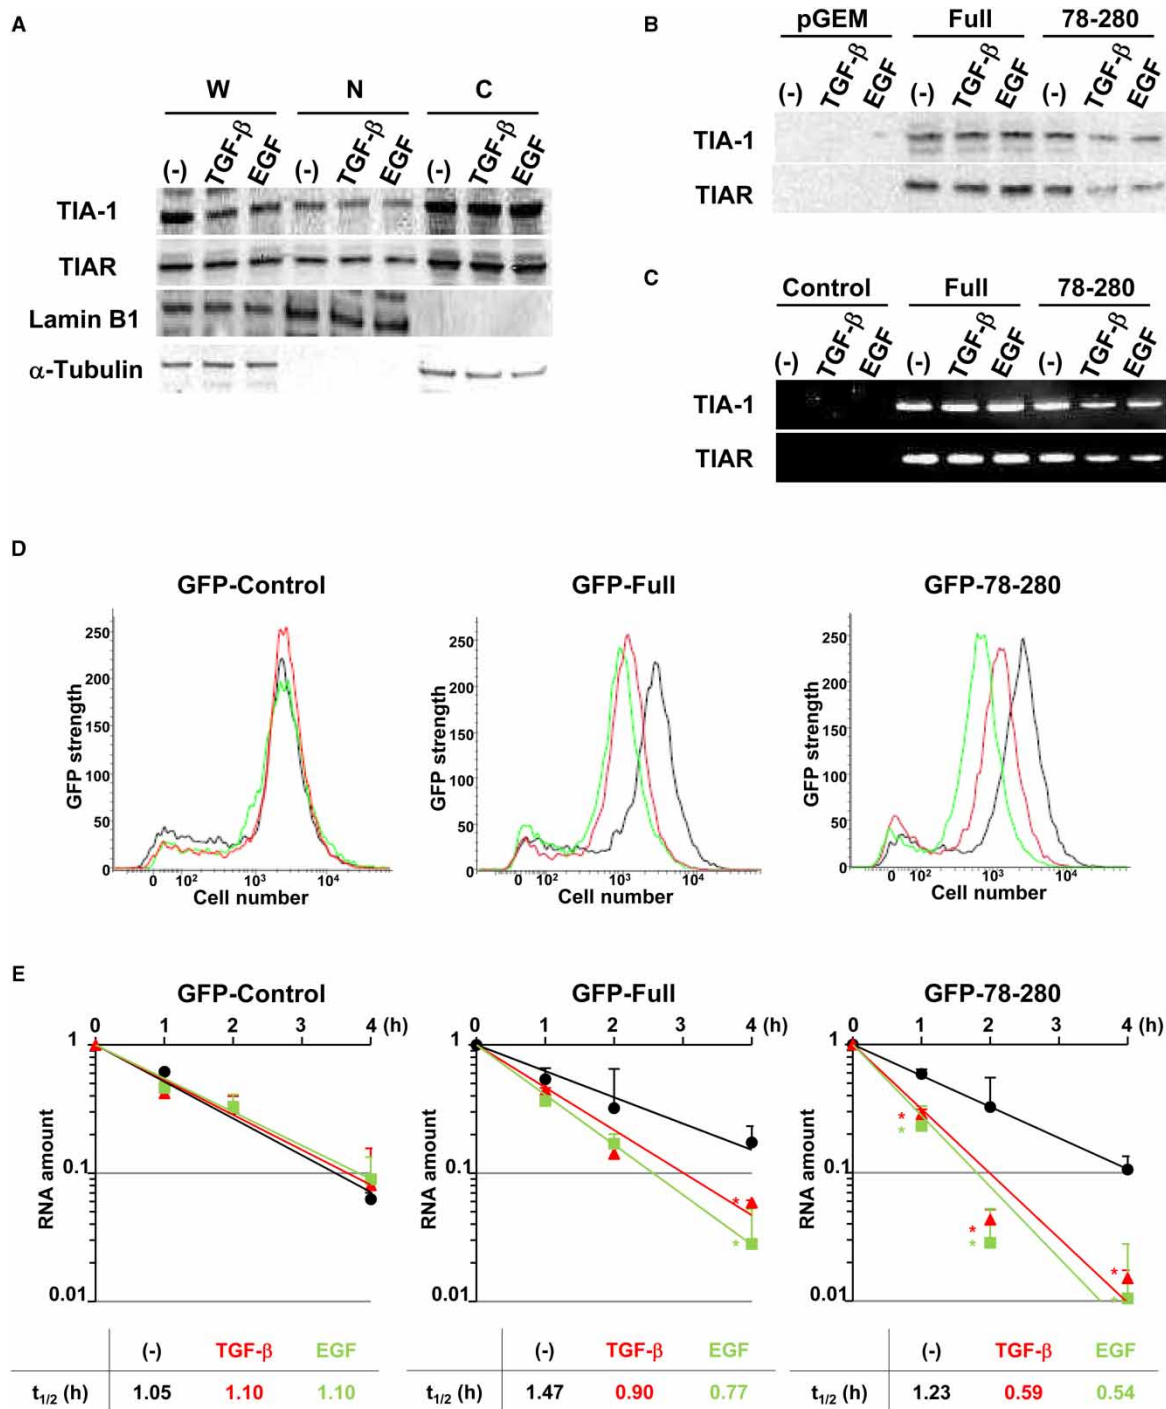 A
W N C
(-) TGF-β EGF (-) TGF-β EGF (-) TGF-β EGF
TIA-1
TIAR
Lamin B1
α-Tubulin
B
pGEM Full 78-280
(-) TGF-β EGF (-) TGF-β EGF (-) TGF-β EGF
TIA-1
TIAR
C
Control Full 78-280
(-) TGF-β EGF (-) TGF-β EGF (-) TGF-β EGF
TIA-1
TIAR
D
GFP-Control
GFP strength
250
200
150
100
50
0
0 10² 10³ 10⁴
Cell number
GFP-Full
GFP strength
250
200
150
100
50
0
0 10² 10³ 10⁴
Cell number
GFP-78-280
GFP strength
250
200
150
100
50
0
0 10² 10³ 10⁴
Cell number
E
GFP-Control
0 1 2 3 4 (h)
RNA amount
1
0.1
0.01
(-) TGF-β EGF
t1/2 (h) 1.05 1.10 1.10
GFP-Full
0 1 2 3 4 (h)
RNA amount
1
0.1
0.01
* 
*
(-) TGF-β EGF
t1/2 (h) 1.47 0.90 0.77
GFP-78-280
0 1 2 3 4 (h)
RNA amount
1
0.1
0.01
*
*
*
*
*
*
(-) TGF-β EGF
t1/2 (h) 1.23 0.59 0.54